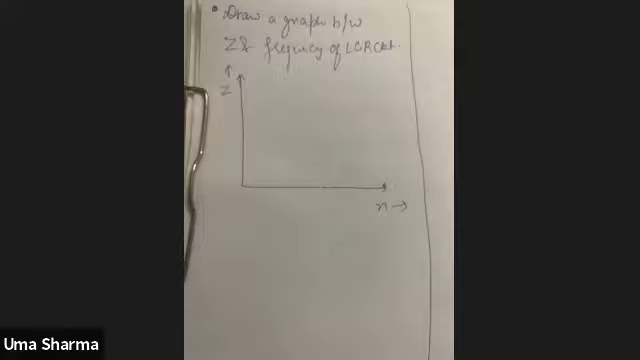 • Draw a graph b/w
Z & frequency of LCR Ckt.
↑
Z
n →
Uma Sharma